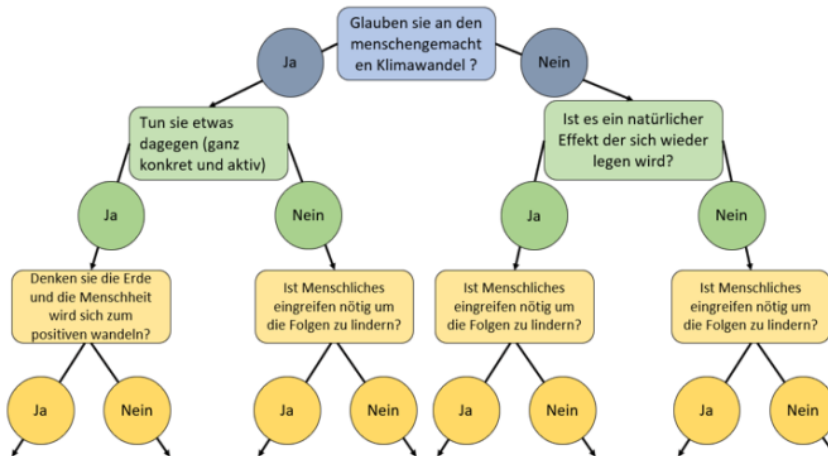 Glauben sie an den
menschengemacht
en Klimawandel ?
Ja
Nein
Tun sie etwas
dagegen (ganz
konkret und aktiv)
Ist es ein natürlicher
Effekt der sich wieder
legen wird?
Ja
Nein
Ja
Nein
Denken sie die Erde
und die Menschheit
wird sich zum
positiven wandeln?
Ist Menschliches
eingreifen nötig um
die Folgen zu lindern?
Ist Menschliches
eingreifen nötig um
die Folgen zu lindern?
Ist Menschliches
eingreifen nötig um
die Folgen zu lindern?
Ja
Nein
Ja
Nein
Ja
Nein
Ja
Nein